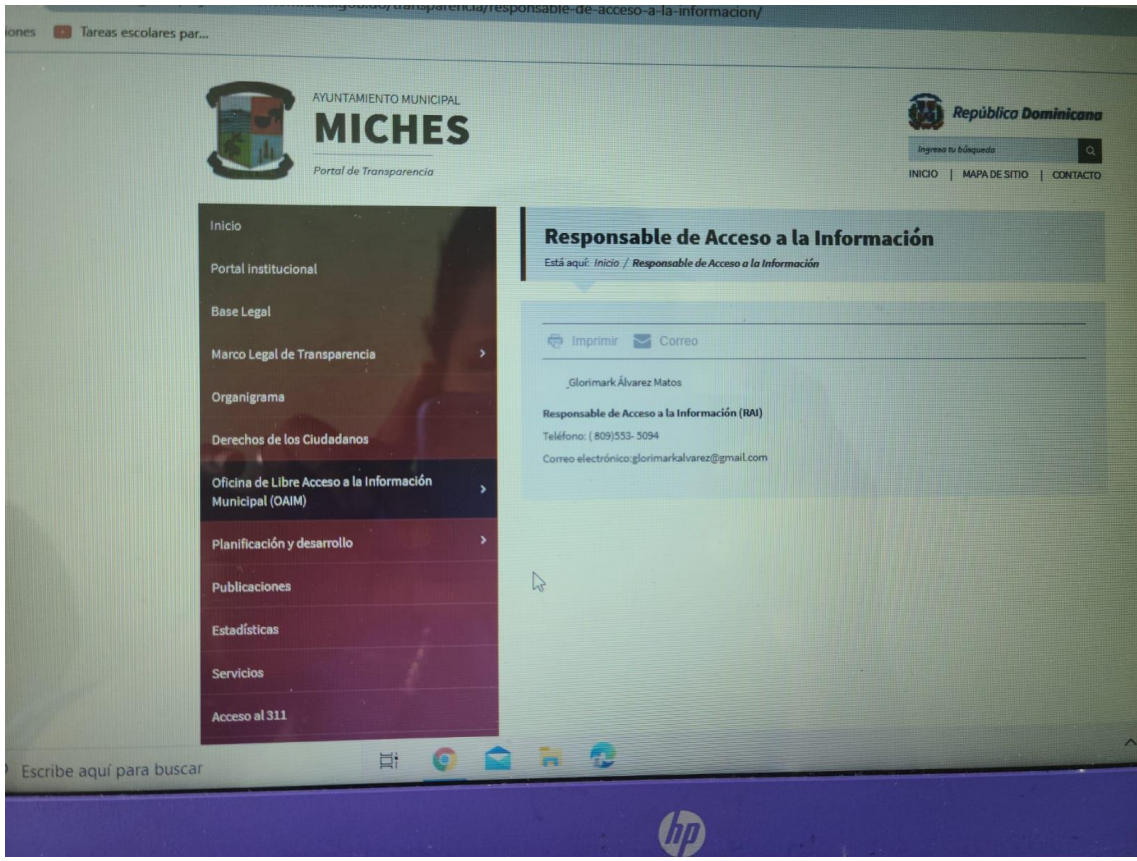 transparencia/responsable-de-acceso-a-la-informacion/
iones
Tareas escolares par...
AYUNTAMIENTO MUNICIPAL
MICHES
Portal de Transparencia
República Dominicana
Ingresa tu búsqueda
INICIO | MAPA DE SITIO | CONTACTO
Inicio
Portal institucional
Base Legal
Marco Legal de Transparencia
Organigrama
Derechos de los Ciudadanos
Oficina de Libre Acceso a la Información
Municipal (OAIM)
Planificación y desarrollo
Publicaciones
Estadísticas
Servicios
Acceso al 311
Responsable de Acceso a la Información
Está aquí: Inicio / Responsable de Acceso a la Información
Imprimir Correo
Glorimark Álvarez Matos
Responsable de Acceso a la Información (RAI)
Teléfono: ( 809)553- 5094
Correo electrónico:glorimarkalvarez@gmail.com
Escribe aquí para buscar
hp